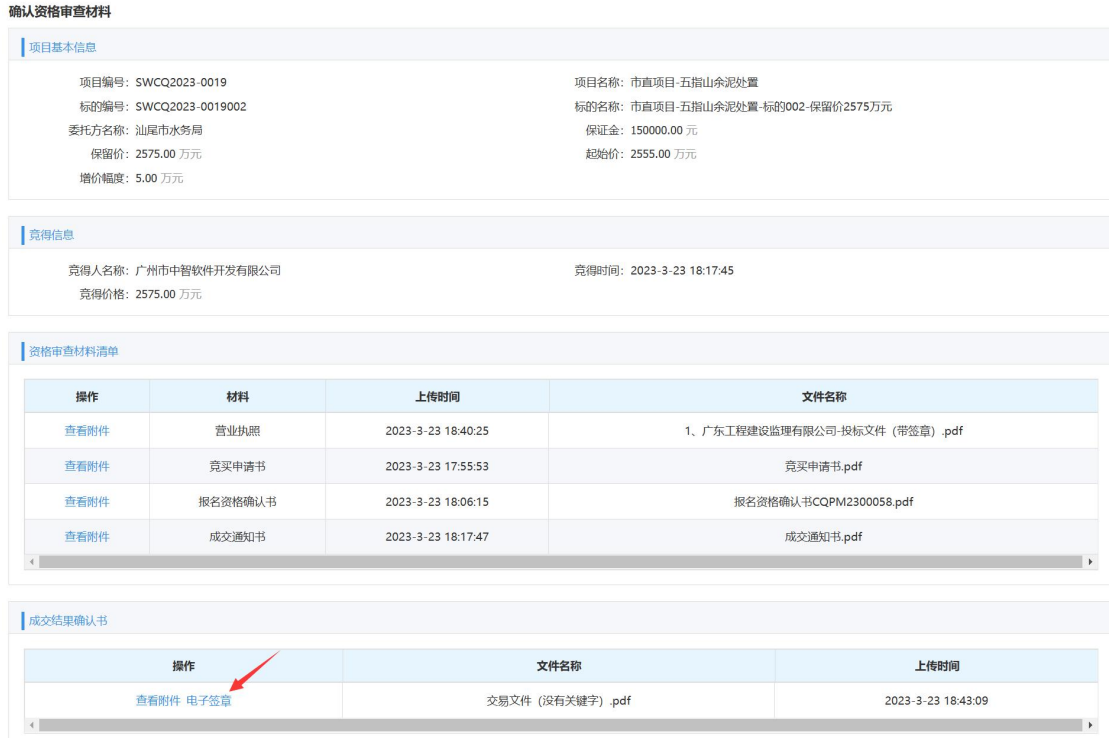 确认资格审查材料
项目基本信息
项目编号：SWCQ2023-0019 项目名称：市直项目-五指山余泥处置
标的编号：SWCQ2023-0019002 标的名称：市直项目-五指山余泥处置-标的002-保留价2575万元
委托方名称：汕尾市水务局 保证金：150000.00 元
保留价：2575.00 万元 起始价：2555.00 万元
增价幅度：5.00 万元
竞得信息
竞得人名称：广州市中智软件开发有限公司 竞得时间：2023-3-23 18:17:45
竞得价格：2575.00 万元
资格审查材料清单
操作 材料 上传时间 文件名称
查看附件 营业执照 2023-3-23 18:40:25 1、广东工程建设监理有限公司-投标文件（带签章）.pdf
查看附件 竞买申请书 2023-3-23 17:55:53 竞买申请书.pdf
查看附件 报名资格确认书 2023-3-23 18:06:15 报名资格确认书CQPM2300058.pdf
查看附件 成交通知书 2023-3-23 18:17:47 成交通知书.pdf
成交结果确认书
操作 文件名称 上传时间
查看附件 电子签章 交易文件（没有关键字）.pdf 2023-3-23 18:43:09